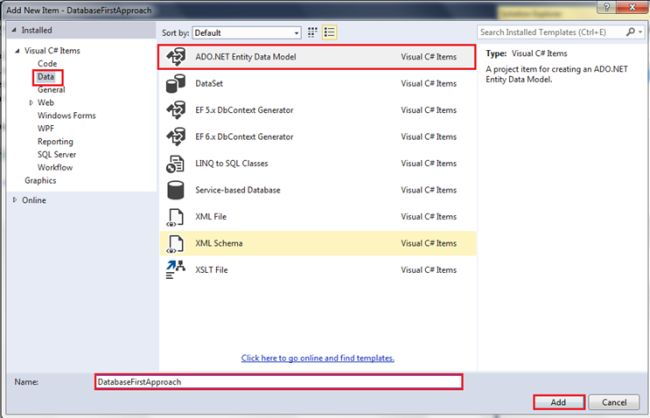 Add New Item - DatabaseFirstApproach
Installed
Sort by: Default
Search Installed Templates (Ctrl+E)
Visual C# Items
Code
Data
General
Web
Windows Forms
WPF
Reporting
SQL Server
Workflow
Graphics
Online
ADO.NET Entity Data Model Visual C# Items
DataSet Visual C# Items
EF 5.x DbContext Generator Visual C# Items
EF 6.x DbContext Generator Visual C# Items
LINQ to SQL Classes Visual C# Items
Service-based Database Visual C# Items
XML File Visual C# Items
XML Schema Visual C# Items
XSLT File Visual C# Items
Type: Visual C# Items
A project item for creating an ADO.NET
Entity Data Model.
Click here to go online and find templates.
Name: DatabaseFirstApproach
Add Cancel